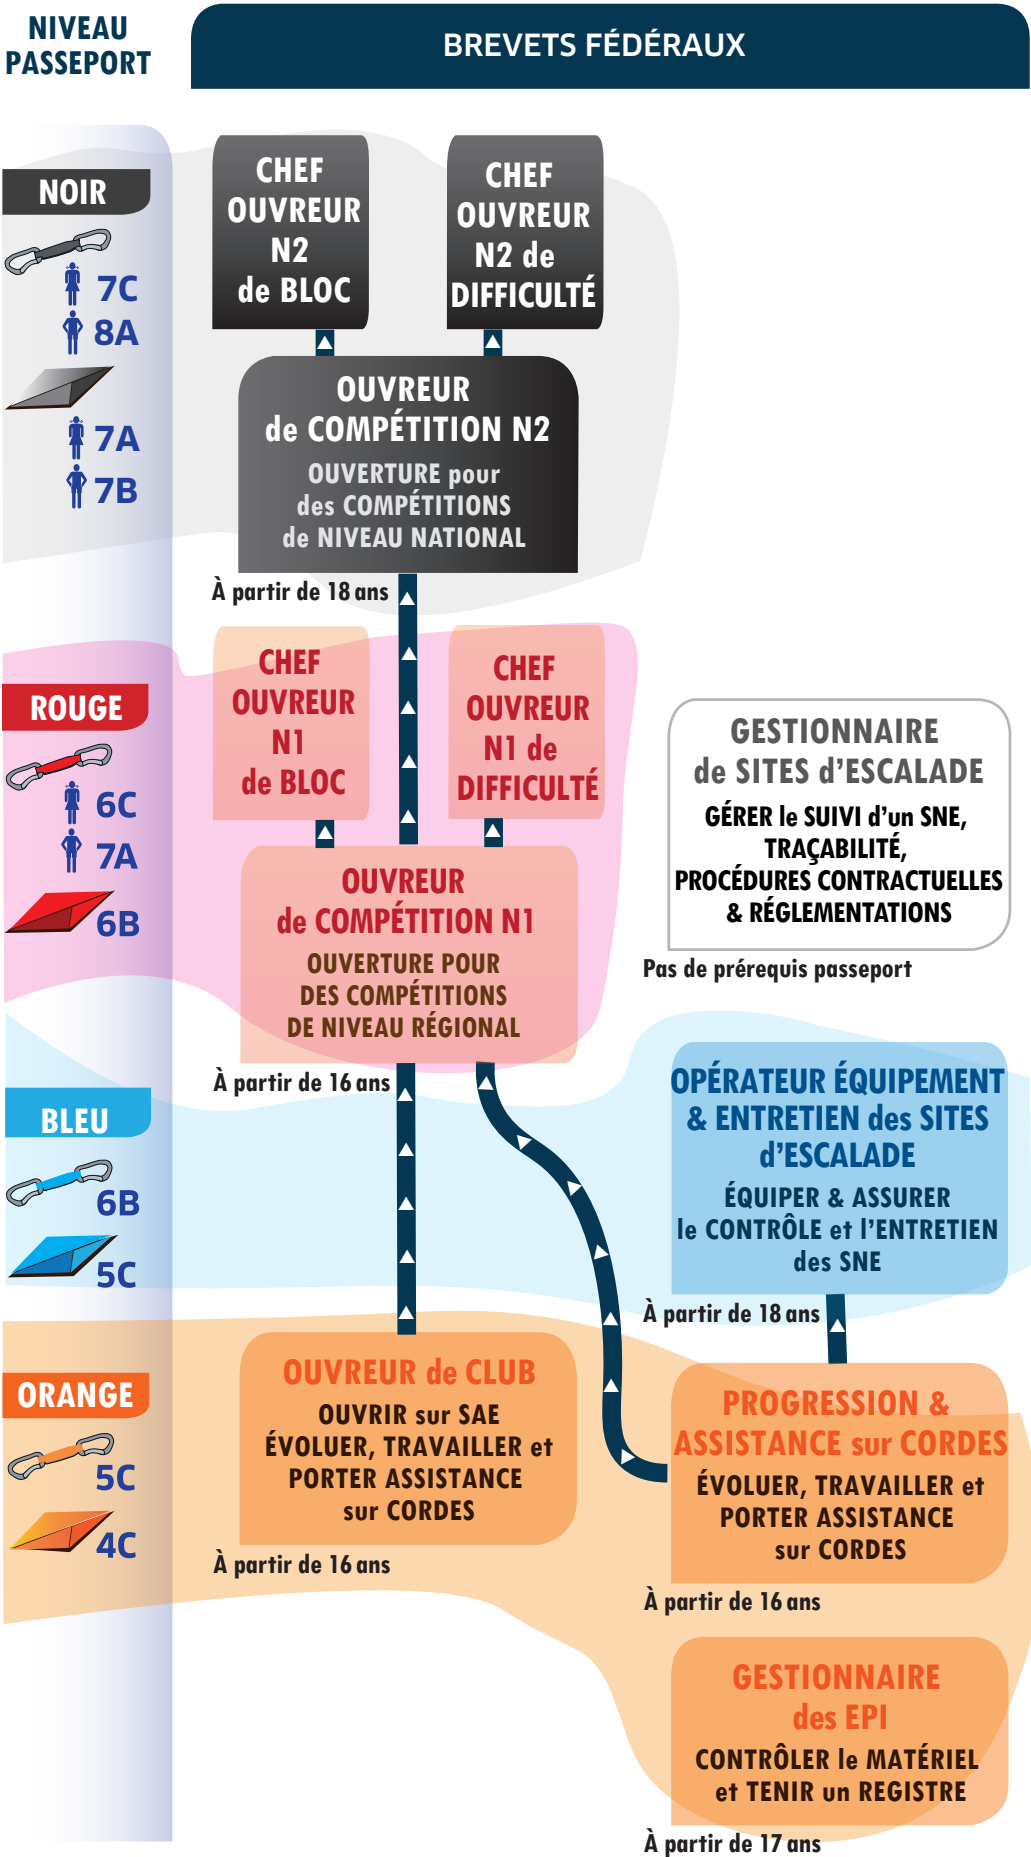 NIVEAU
PASSEPORT
BREVETS FÉDÉRAUX
NOIR
7C
8A
7A
7B
CHEF
OUVREUR
N2
de BLOC
CHEF
OUVREUR
N2 de
DIFFICULTÉ
OUVREUR
de COMPÉTITION N2
OUVERTURE pour
des COMPÉTITIONS
de NIVEAU NATIONAL
À partir de 18 ans
ROUGE
6C
7A
6B
CHEF
OUVREUR
N1
de BLOC
CHEF
OUVREUR
N1 de
DIFFICULTÉ
OUVREUR
de COMPÉTITION N1
OUVERTURE POUR
DES COMPÉTITIONS
DE NIVEAU RÉGIONAL
À partir de 16 ans
GESTIONNAIRE
de SITES d'ESCALADE
GÉRER le SUIVI d'un SNE,
TRAÇABILITÉ,
PROCÉDURES CONTRACTUELLES
& RÉGLEMENTATIONS
Pas de prérequis passeport
BLEU
6B
5C
OPÉRATEUR ÉQUIPEMENT
& ENTRETIEN des SITES
d'ESCALADE
ÉQUIPER & ASSURER
le CONTRÔLE et l'ENTRETIEN
des SNE
À partir de 18 ans
ORANGE
5C
4C
OUVREUR de CLUB
OUVRIR sur SAE
ÉVOLUER, TRAVAILLER et
PORTER ASSISTANCE
sur CORDES
À partir de 16 ans
PROGRESSION &
ASSISTANCE sur CORDES
ÉVOLUER, TRAVAILLER et
PORTER ASSISTANCE
sur CORDES
À partir de 16 ans
GESTIONNAIRE
des EPI
CONTRÔLER le MATÉRIEL
et TENIR un REGISTRE
À partir de 17 ans